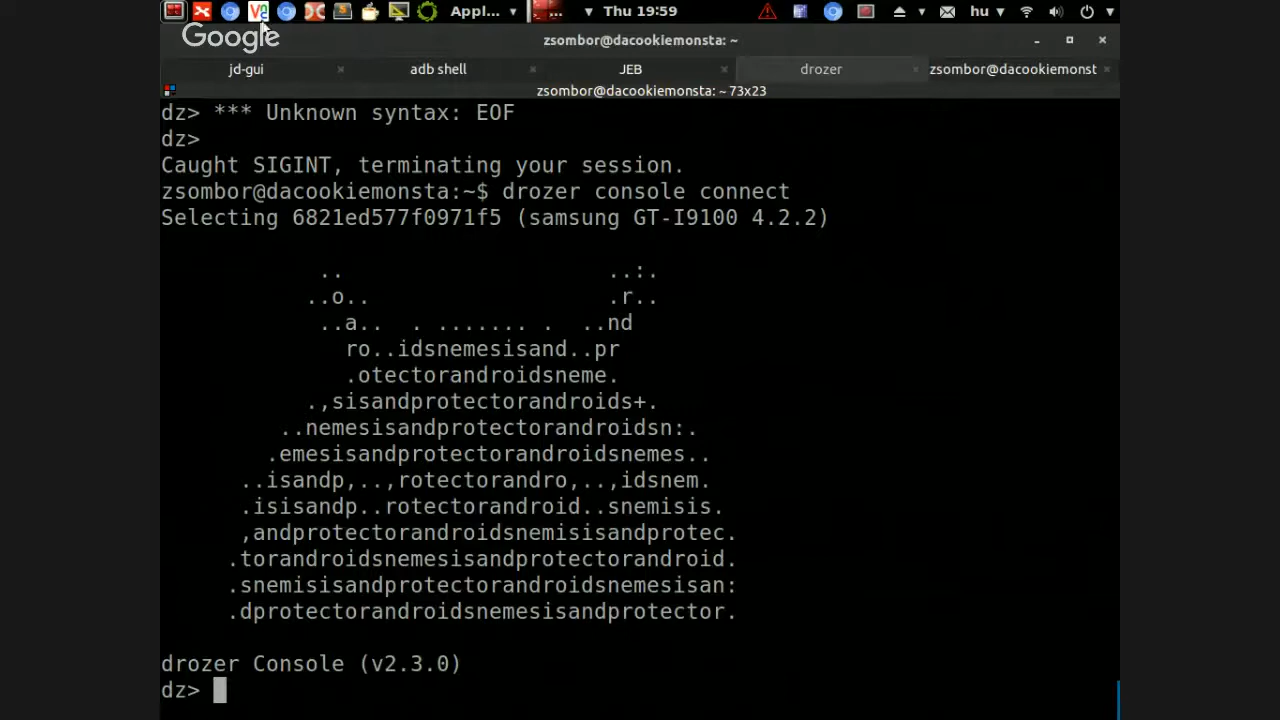 Appl... Thu 19:59 hu
Google
zsombor@dacookiemonsta: ~
jd-gui × adb shell × JEB × drozer × zsombor@dacookiemonst ×
zsombor@dacookiemonsta: ~ 73x23
dz> *** Unknown syntax: EOF
dz>
Caught SIGINT, terminating your session.
zsombor@dacookiemonsta:~$ drozer console connect
Selecting 6821ed577f0971f5 (samsung GT-I9100 4.2.2)
            ..                    ..:.
           ..o..                  .r..
            ..a..  . ....... .  ..nd
              ro..idsnemesisand..pr
              .otectorandroidsneme.
           .,sisandprotectorandroids+.
         ..nemesisandprotectorandroidsn:.
        .emesisandprotectorandroidsnemes..
      ..isandp,..,rotectorandro,..,idsnem.
      .isisandp..rotectorandroid..snemisis.
      ,andprotectorandroidsnemisisandprotec.
     .torandroidsnemesisandprotectorandroid.
     .snemisisandprotectorandroidsnemesisan:
     .dprotectorandroidsnemesisandprotector.
drozer Console (v2.3.0)
dz>